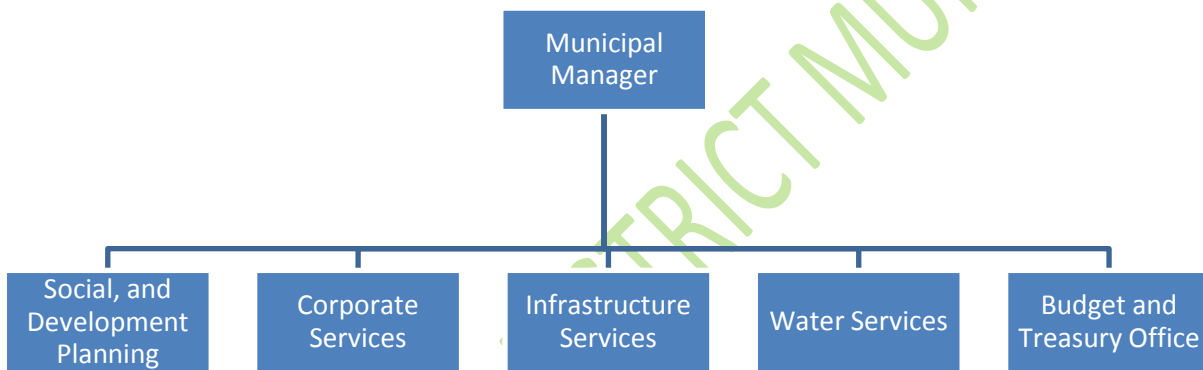 Municipal
Manager
Social, and
Development
Planning
Corporate
Services
Infrastructure
Services
Water Services
Budget and
Treasury Office